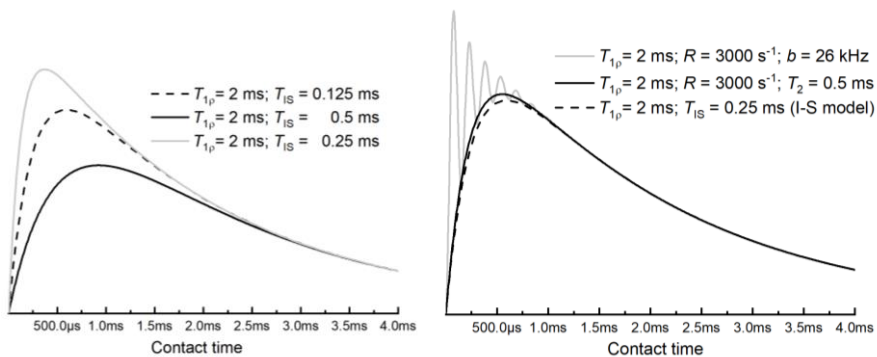 T1ρ= 2 ms; TIS = 0.125 ms
T1ρ= 2 ms; TIS = 0.5 ms
T1ρ= 2 ms; TIS = 0.25 ms
500.0µs 1.0ms 1.5ms 2.0ms 2.5ms 3.0ms 3.5ms 4.0ms
Contact time
T1ρ= 2 ms; R = 3000 s⁻¹; b = 26 kHz
T1ρ= 2 ms; R = 3000 s⁻¹; T2 = 0.5 ms
T1ρ= 2 ms; TIS = 0.25 ms (I-S model)
500.0µs 1.0ms 1.5ms 2.0ms 2.5ms 3.0ms 3.5ms 4.0ms
Contact time